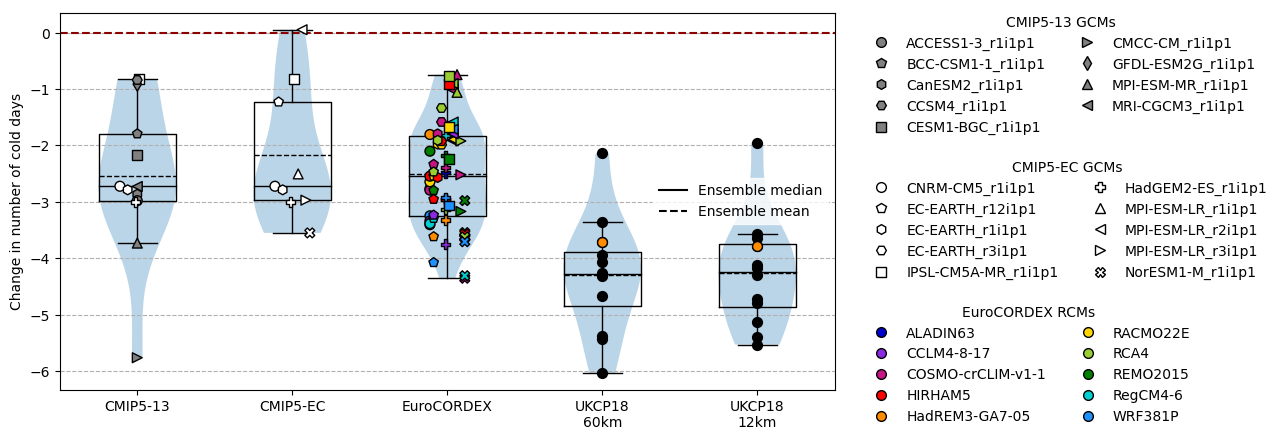 Change in number of cold days
0
−1
−2
−3
−4
−5
−6
CMIP5-13
CMIP5-EC
EuroCORDEX
UKCP18
60km
UKCP18
12km
Ensemble median
Ensemble mean
CMIP5-13 GCMs
ACCESS1-3_r1i1p1
BCC-CSM1-1_r1i1p1
CanESM2_r1i1p1
CCSM4_r1i1p1
CESM1-BGC_r1i1p1
CMCC-CM_r1i1p1
GFDL-ESM2G_r1i1p1
MPI-ESM-MR_r1i1p1
MRI-CGCM3_r1i1p1
CMIP5-EC GCMs
CNRM-CM5_r1i1p1
EC-EARTH_r12i1p1
EC-EARTH_r1i1p1
EC-EARTH_r3i1p1
IPSL-CM5A-MR_r1i1p1
HadGEM2-ES_r1i1p1
MPI-ESM-LR_r1i1p1
MPI-ESM-LR_r2i1p1
MPI-ESM-LR_r3i1p1
NorESM1-M_r1i1p1
EuroCORDEX RCMs
ALADIN63
CCLM4-8-17
COSMO-crCLIM-v1-1
HIRHAM5
HadREM3-GA7-05
RACMO22E
RCA4
REMO2015
RegCM4-6
WRF381P